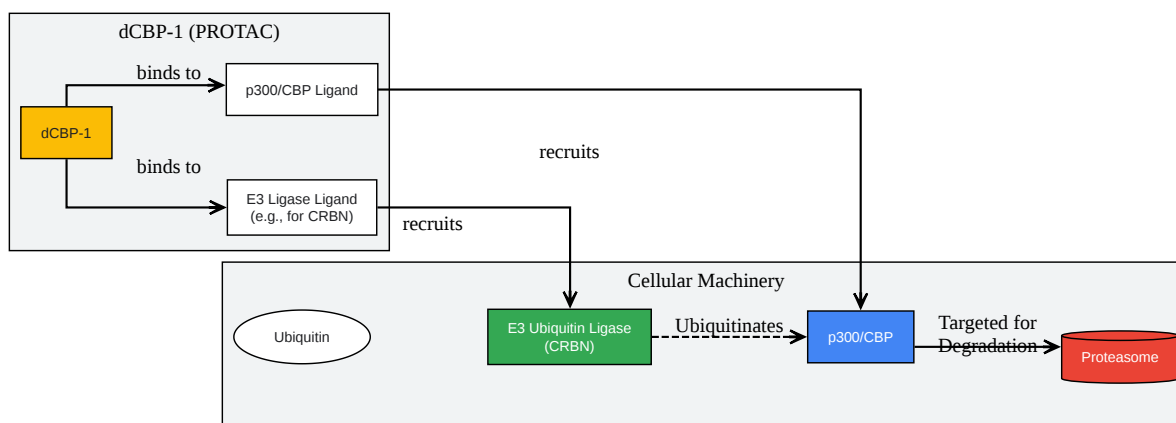 dCBP-1 (PROTAC)
binds to
p300/CBP Ligand
dCBP-1
recruits
binds to
E3 Ligase Ligand
(e.g., for CRBN)
recruits
Cellular Machinery
Ubiquitin
E3 Ubiquitin Ligase
(CRBN)
Ubiquitinates
p300/CBP
Targeted for
Degradation
Proteasome